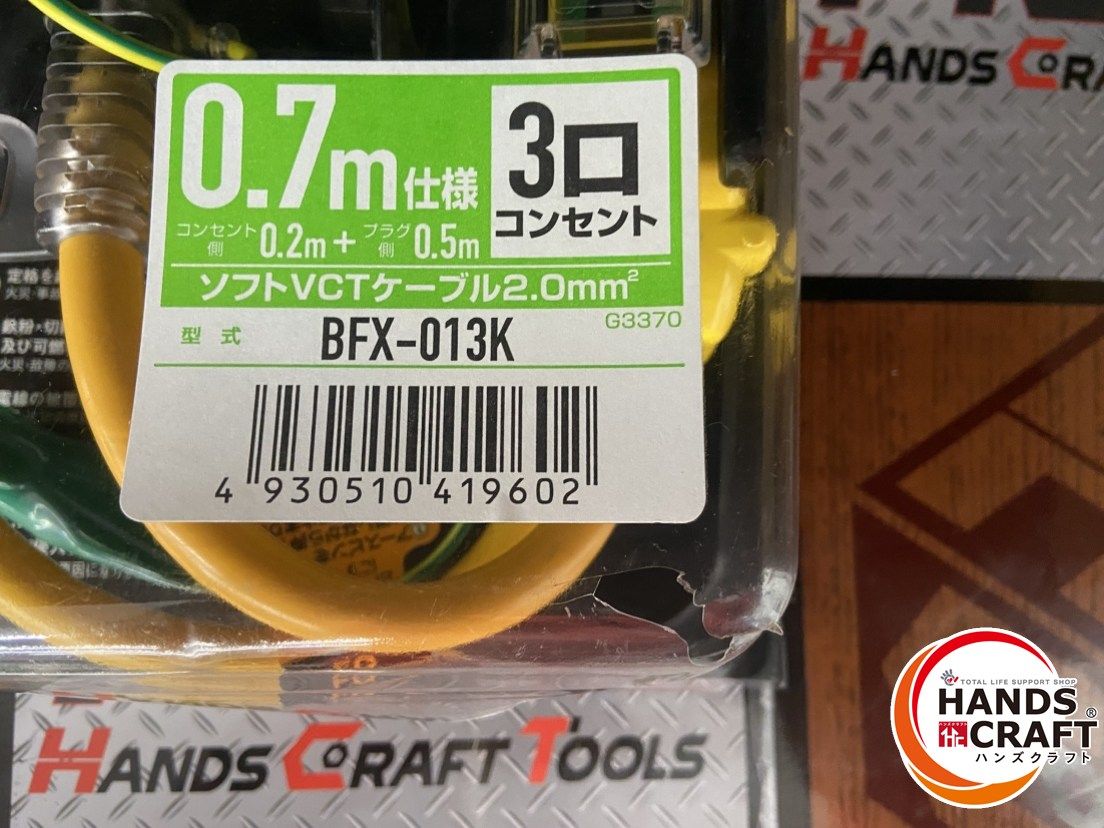 0.7m仕様
コンセント側 0.2m + プラグ側 0.5m
3口
コンセント
ソフトVCTケーブル2.0mm²
G3370
型式 BFX-013K
4 930510 419602
HANDS CRAFT
HANDS CRAFT TOOLS
TOTAL LIFE SUPPORT SHOP
HANDS
CRAFT®
ハンズクラフト